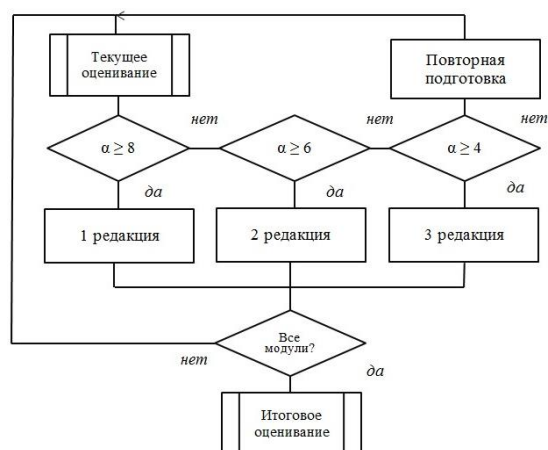 Текущее
оценивание
Повторная
подготовка
нет
нет
нет
α ≥ 8
α ≥ 6
α ≥ 4
да
да
да
1 редакция
2 редакция
3 редакция
Все
модули?
нет
да
Итоговое
оценивание